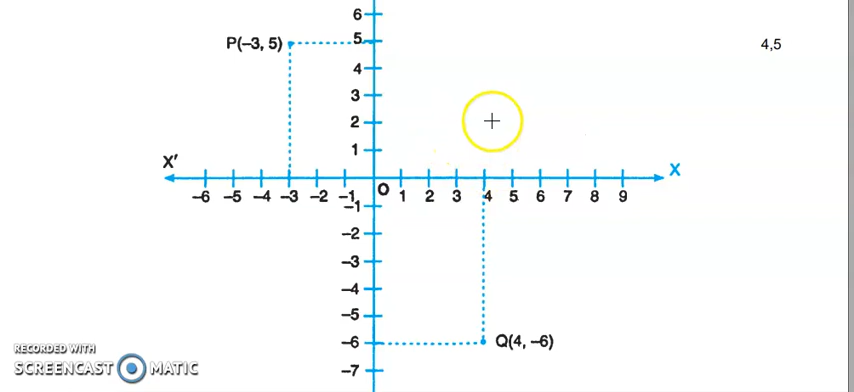 6
P(–3, 5)
5
4,5
4
3
2
1
X'
X
O
–6 –5 –4 –3 –2 –1 1 2 3 4 5 6 7 8 9
–1
–2
–3
–4
–5
–6
Q(4, –6)
–7
RECORDED WITH
SCREENCAST MATIC